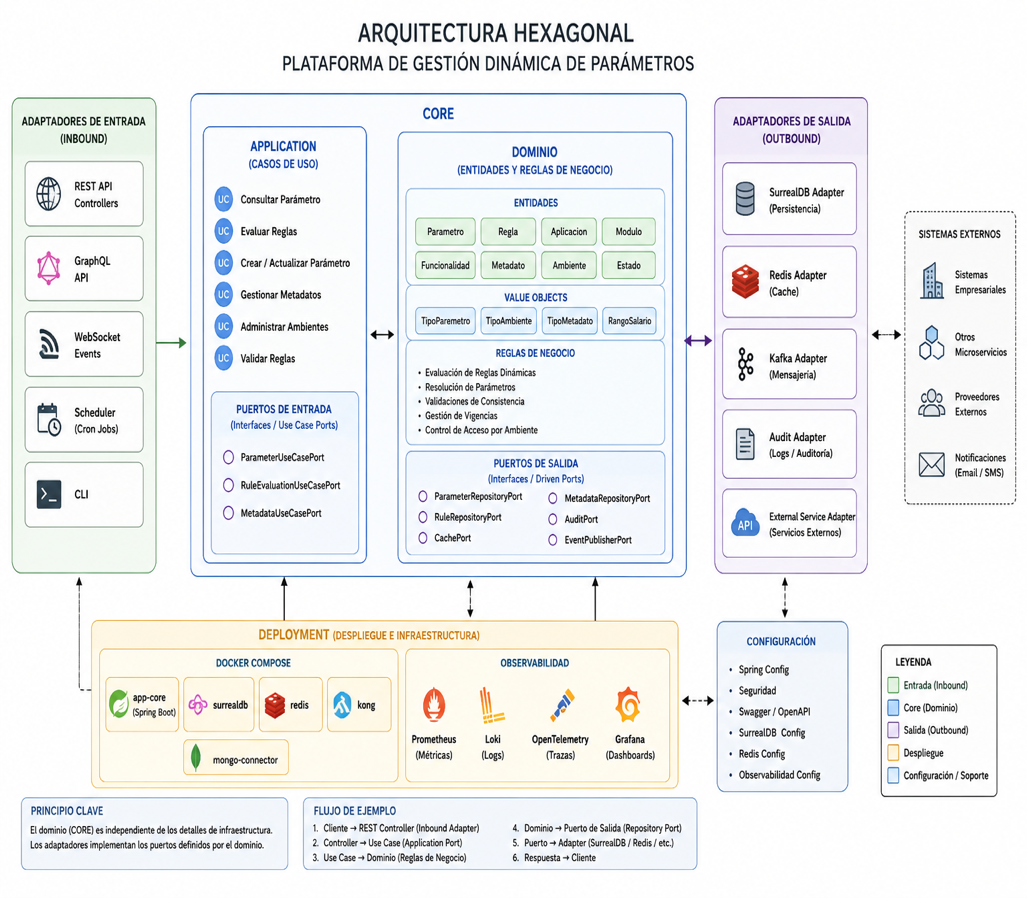 ARQUITECTURA HEXAGONAL
PLATAFORMA DE GESTIÓN DINÁMICA DE PARÁMETROS
ADAPTADORES DE ENTRADA
(INBOUND)
REST API
Controllers
GraphQL
API
WebSocket
Events
Scheduler
(Cron Jobs)
CLI
CORE
APPLICATION
(CASOS DE USO)
UC Consultar Parámetro
UC Evaluar Reglas
UC Crear / Actualizar Parámetro
UC Gestionar Metadatos
UC Administrar Ambientes
UC Validar Reglas
PUERTOS DE ENTRADA
(Interfaces / Use Case Ports)
ParameterUseCasePort
RuleEvaluationUseCasePort
MetadataUseCasePort
DOMINIO
(ENTIDADES Y REGLAS DE NEGOCIO)
ENTIDADES
Parametro Regla Aplicacion Modulo
Funcionalidad Metadato Ambiente Estado
VALUE OBJECTS
TipoParemetro TipoAmbiente TipoMetadato RangoSalario
REGLAS DE NEGOCIO
• Evaluación de Reglas Dinámicas
• Resolución de Parámetros
• Validaciones de Consistencia
• Gestión de Vigencias
• Control de Acceso por Ambiente
PUERTOS DE SALIDA
(Interfaces / Driven Ports)
ParameterRepositoryPort MetadataRepositoryPort
RuleRepositoryPort AuditPort
CachePort EventPublisherPort
ADAPTADORES DE SALIDA
(OUTBOUND)
SurrealDB Adapter
(Persistencia)
Redis Adapter
(Cache)
Kafka Adapter
(Mensajería)
Audit Adapter
(Logs / Auditoría)
API
External Service Adapter
(Servicios Externos)
SISTEMAS EXTERNOS
Sistemas
Empresariales
Otros
Microservicios
Proveedores
Externos
Notificaciones
(Email / SMS)
DEPLOYMENT (DESPLIEGUE E INFRAESTRUCTURA)
DOCKER COMPOSE
app-core
(Spring Boot)
surrealdb
redis
kong
mongo-connector
OBSERVABILIDAD
Prometheus
(Métricas)
Loki
(Logs)
OpenTelemetry
(Trazas)
Grafana
(Dashboards)
CONFIGURACIÓN
• Spring Config
• Seguridad
• Swagger / OpenAPI
• SurrealDB Config
• Redis Config
• Observabilidad Config
LEYENDA
Entrada (Inbound)
Core (Dominio)
Salida (Outbound)
Despliegue
Configuración / Soporte
PRINCIPIO CLAVE
El dominio (CORE) es independiente de los detalles de infraestructura.
Los adaptadores implementan los puertos definidos por el dominio.
FLUJO DE EJEMPLO
1. Cliente → REST Controller (Inbound Adapter)
2. Controller → Use Case (Application Port)
3. Use Case → Dominio (Reglas de Negocio)
4. Dominio → Puerto de Salida (Repository Port)
5. Puerto → Adapter (SurrealDB / Redis / etc.)
6. Respuesta → Cliente